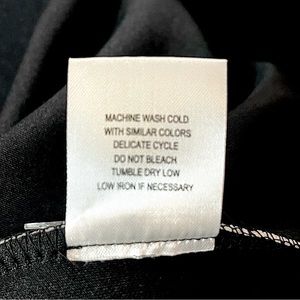 MACHINE WASH COLD
WITH SIMILAR COLORS
DELICATE CYCLE
DO NOT BLEACH
TUMBLE DRY LOW
LOW IRON IF NECESSARY